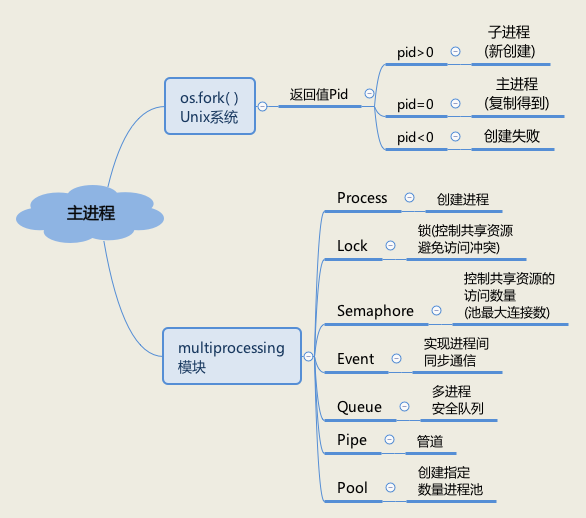 主进程
os.fork( )
Unix系统
返回值Pid
pid>0
子进程
(新创建)
pid=0
主进程
(复制得到)
pid<0
创建失败
multiprocessing
模块
Process
创建进程
Lock
锁(控制共享资源
避免访问冲突)
Semaphore
控制共享资源的
访问数量
(池最大连接数)
Event
实现进程间
同步通信
Queue
多进程
安全队列
Pipe
管道
Pool
创建指定
数量进程池